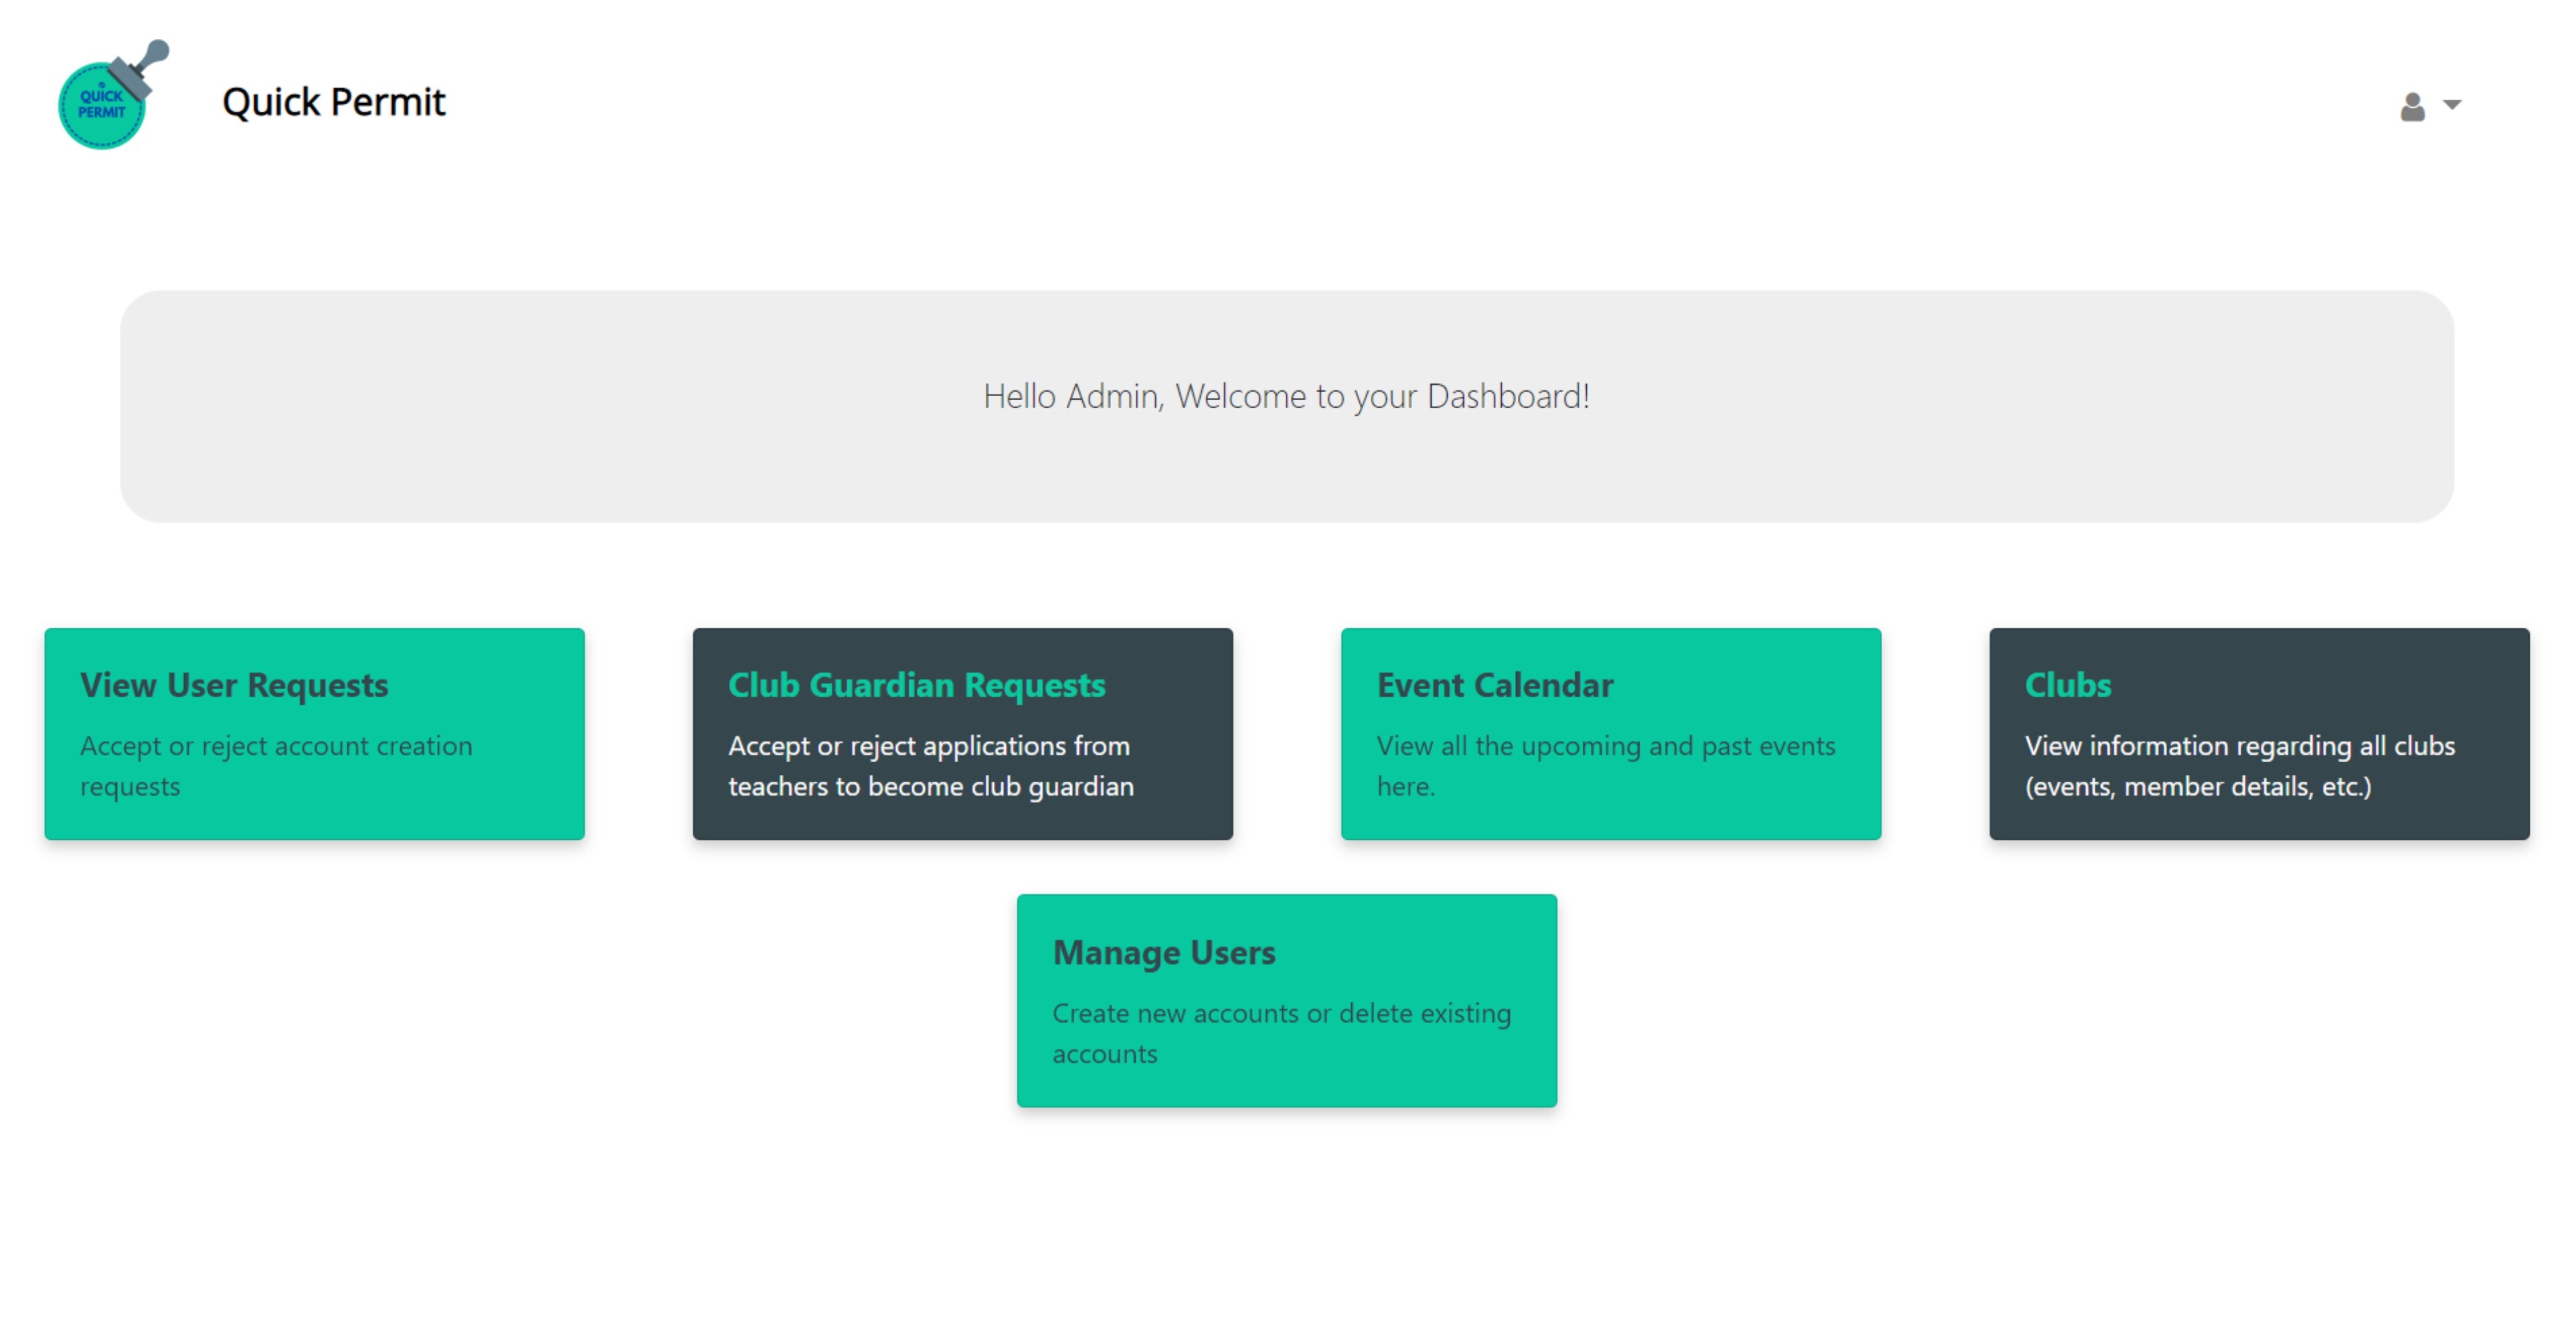 QUICK
PERMIT
Quick Permit
Hello Admin, Welcome to your Dashboard!
View User Requests
Accept or reject account creation
requests
Club Guardian Requests
Accept or reject applications from
teachers to become club guardian
Event Calendar
View all the upcoming and past events
here.
Clubs
View information regarding all clubs
(events, member details, etc.)
Manage Users
Create new accounts or delete existing
accounts